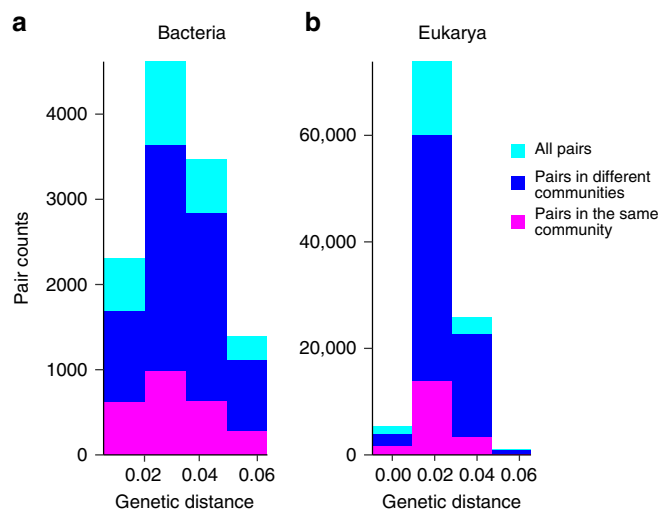 a
Bacteria
b
Eukarya
Pair counts
4000
3000
2000
1000
0
0.02 0.04 0.06
Genetic distance
60,000
40,000
20,000
0
0.00 0.02 0.04 0.06
Genetic distance
All pairs
Pairs in different
communities
Pairs in the same
community